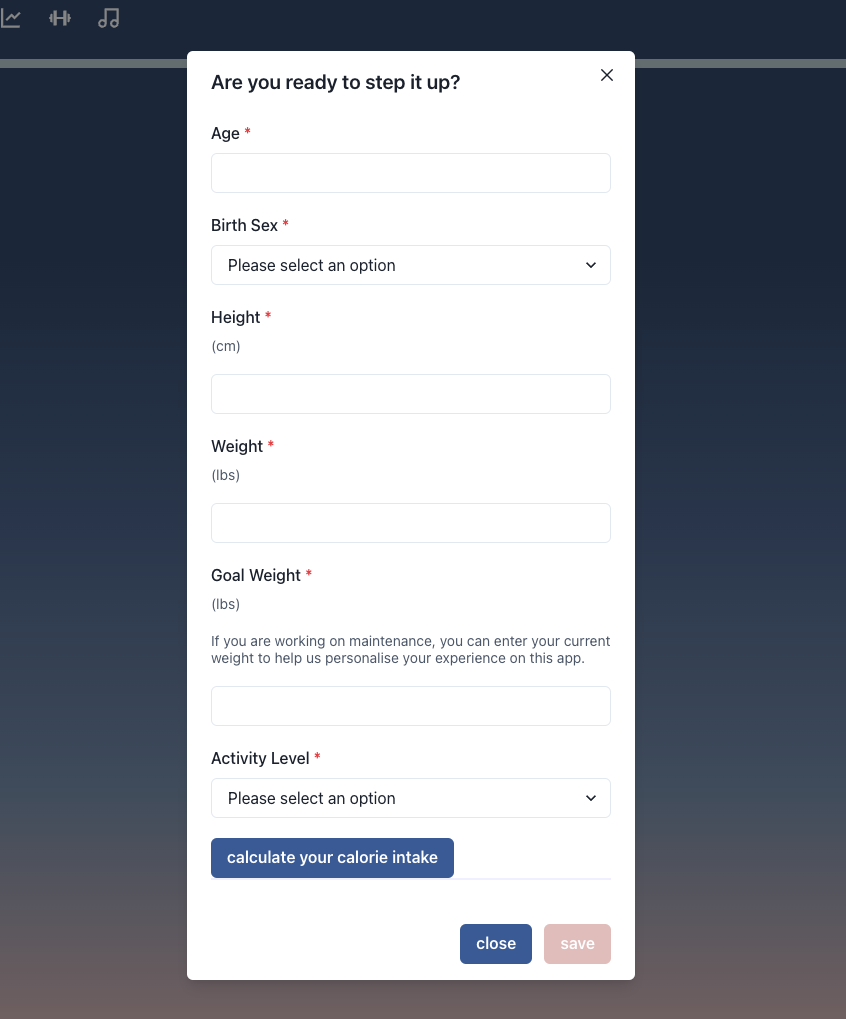 Are you ready to step it up?
Age *
Birth Sex *
Please select an option
Height *
(cm)
Weight *
(lbs)
Goal Weight *
(lbs)
If you are working on maintenance, you can enter your current
weight to help us personalise your experience on this app.
Activity Level *
Please select an option
calculate your calorie intake
close save